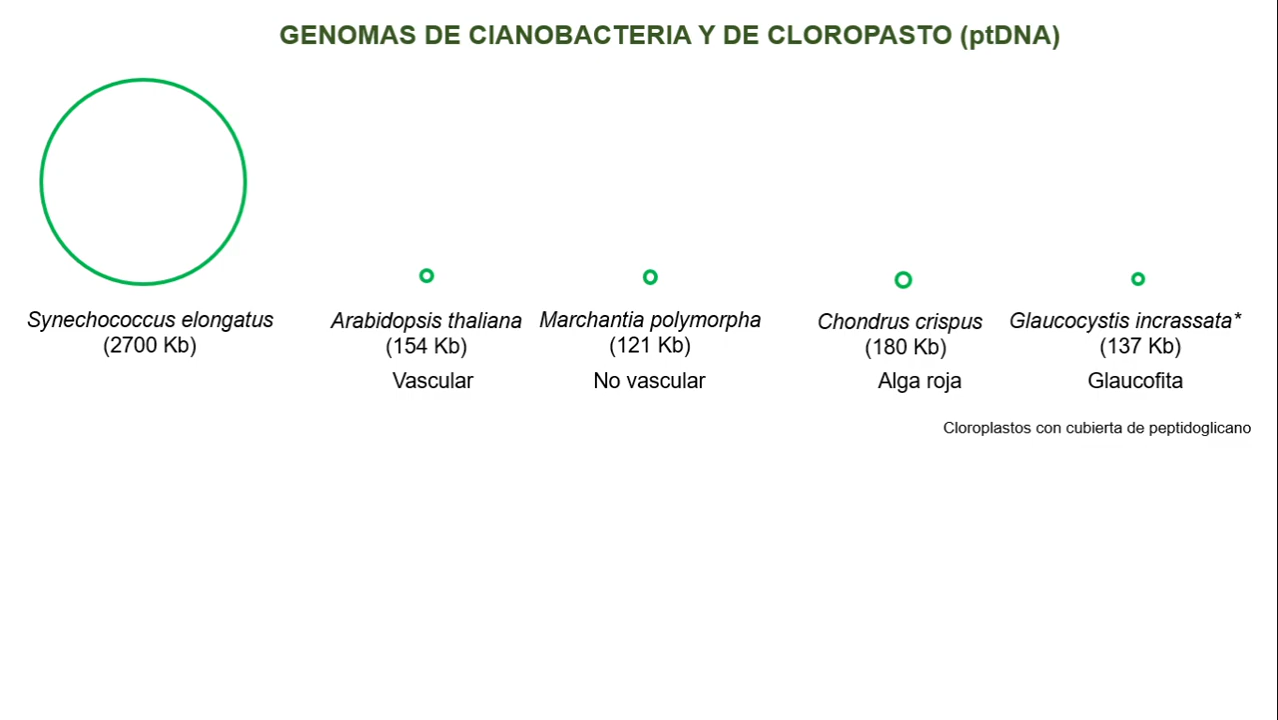 GENOMAS DE CIANOBACTERIA Y DE CLOROPASTO (ptDNA)
Synechococcus elongatus
(2700 Kb)
Arabidopsis thaliana
(154 Kb)
Vascular
Marchantia polymorpha
(121 Kb)
No vascular
Chondrus crispus
(180 Kb)
Alga roja
Glaucocystis incrassata*
(137 Kb)
Glaucofita
Cloroplastos con cubierta de peptidoglicano